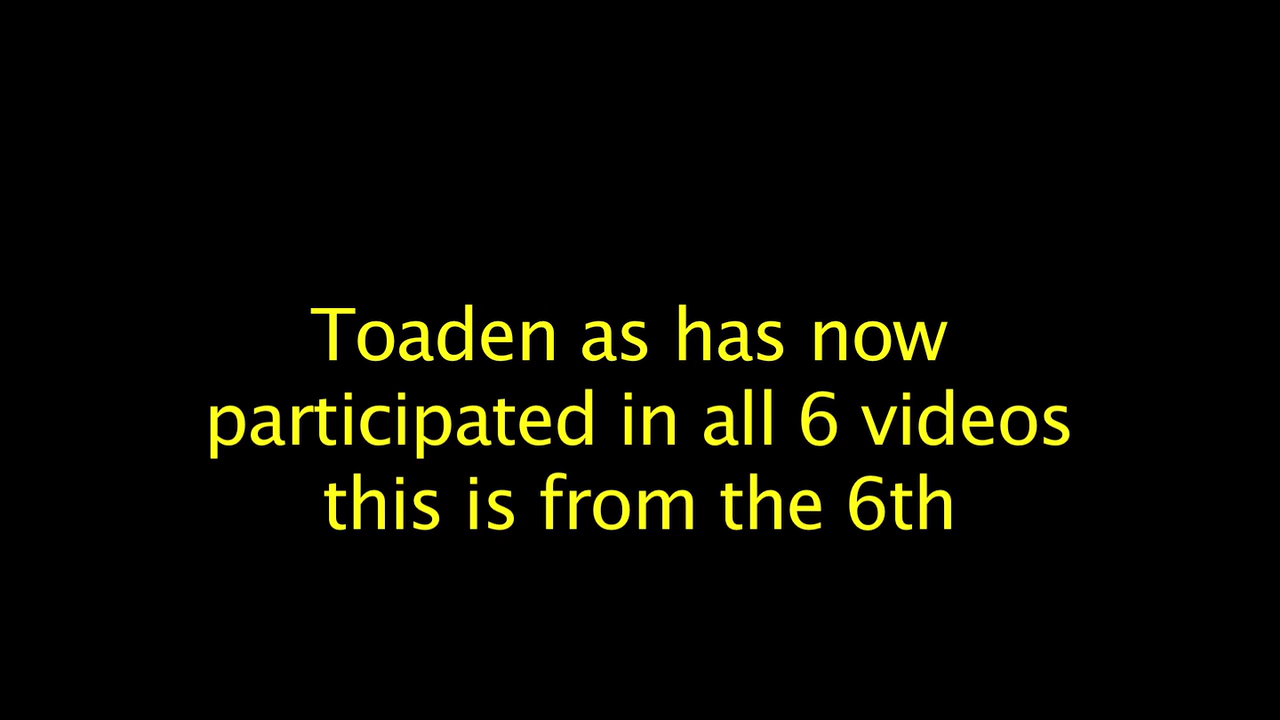 Toaden as has now
participated in all 6 videos
this is from the 6th